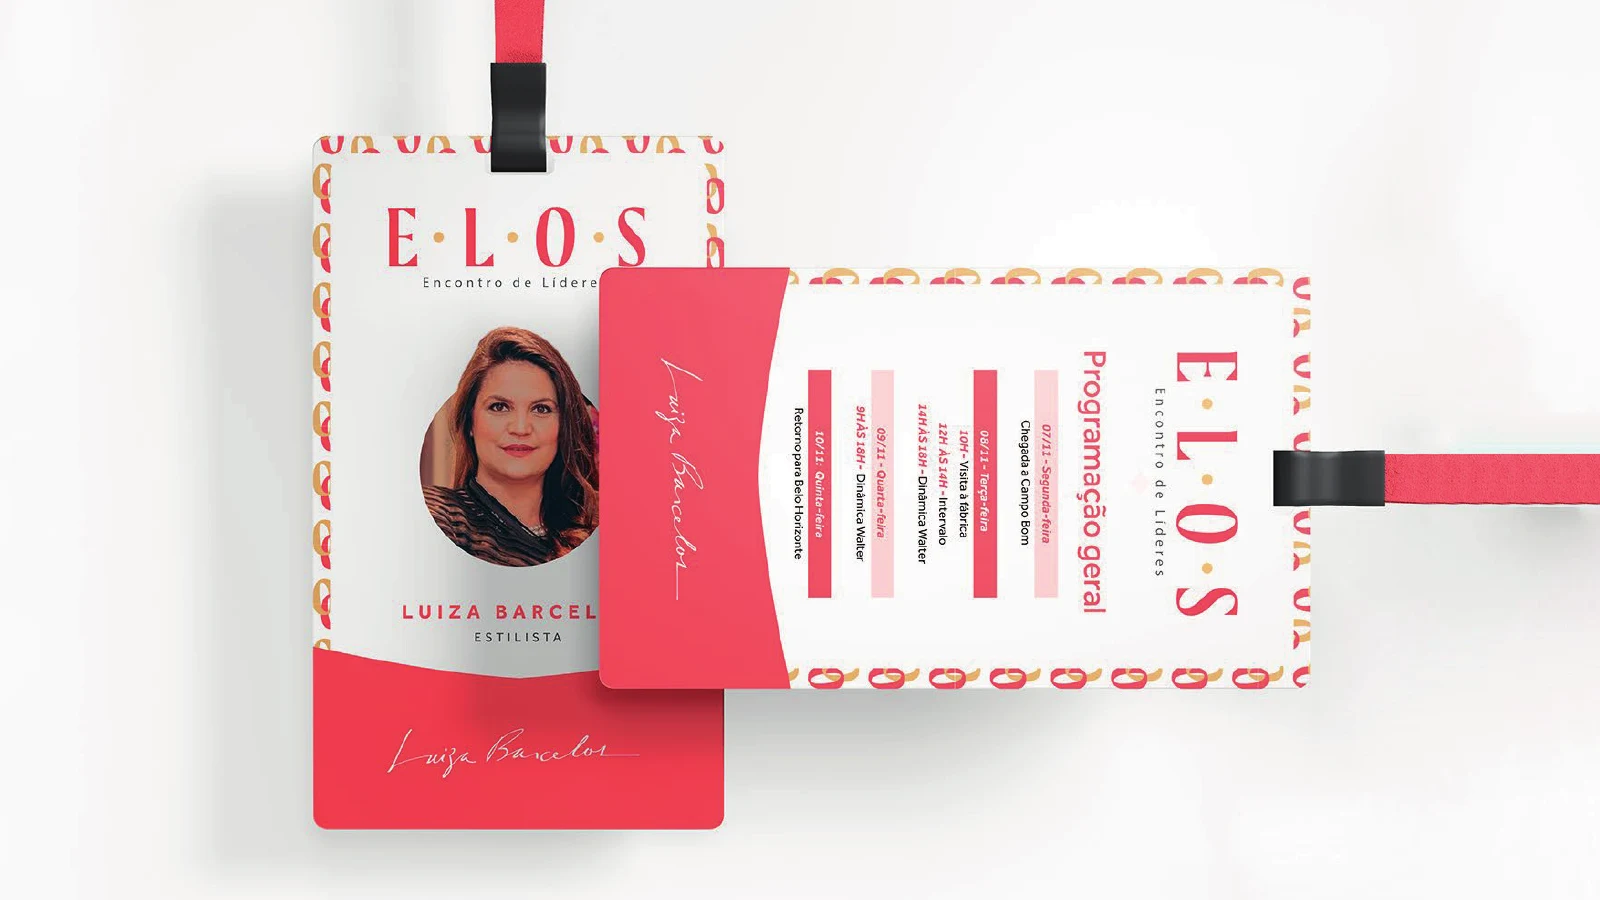 E•L•O•S
Encontro de Lídere
LUIZA BARCEL
ESTILISTA
Luiza Barcelos
E•L•O•S
Encontro de Líderes
Programação geral
07/11 - Segunda-feira
Chegada a Campo Bom
08/11 - Terça-feira
10H - Visita à fábrica
12H ÀS 14H - Intervalo
14H ÀS 18H - Dinâmica Walter
09/11 - Quarta-feira
9H ÀS 18H - Dinâmica Walter
10/11: Quinta-feira
Retorno para Belo Horizonte
Luiza Barcelos